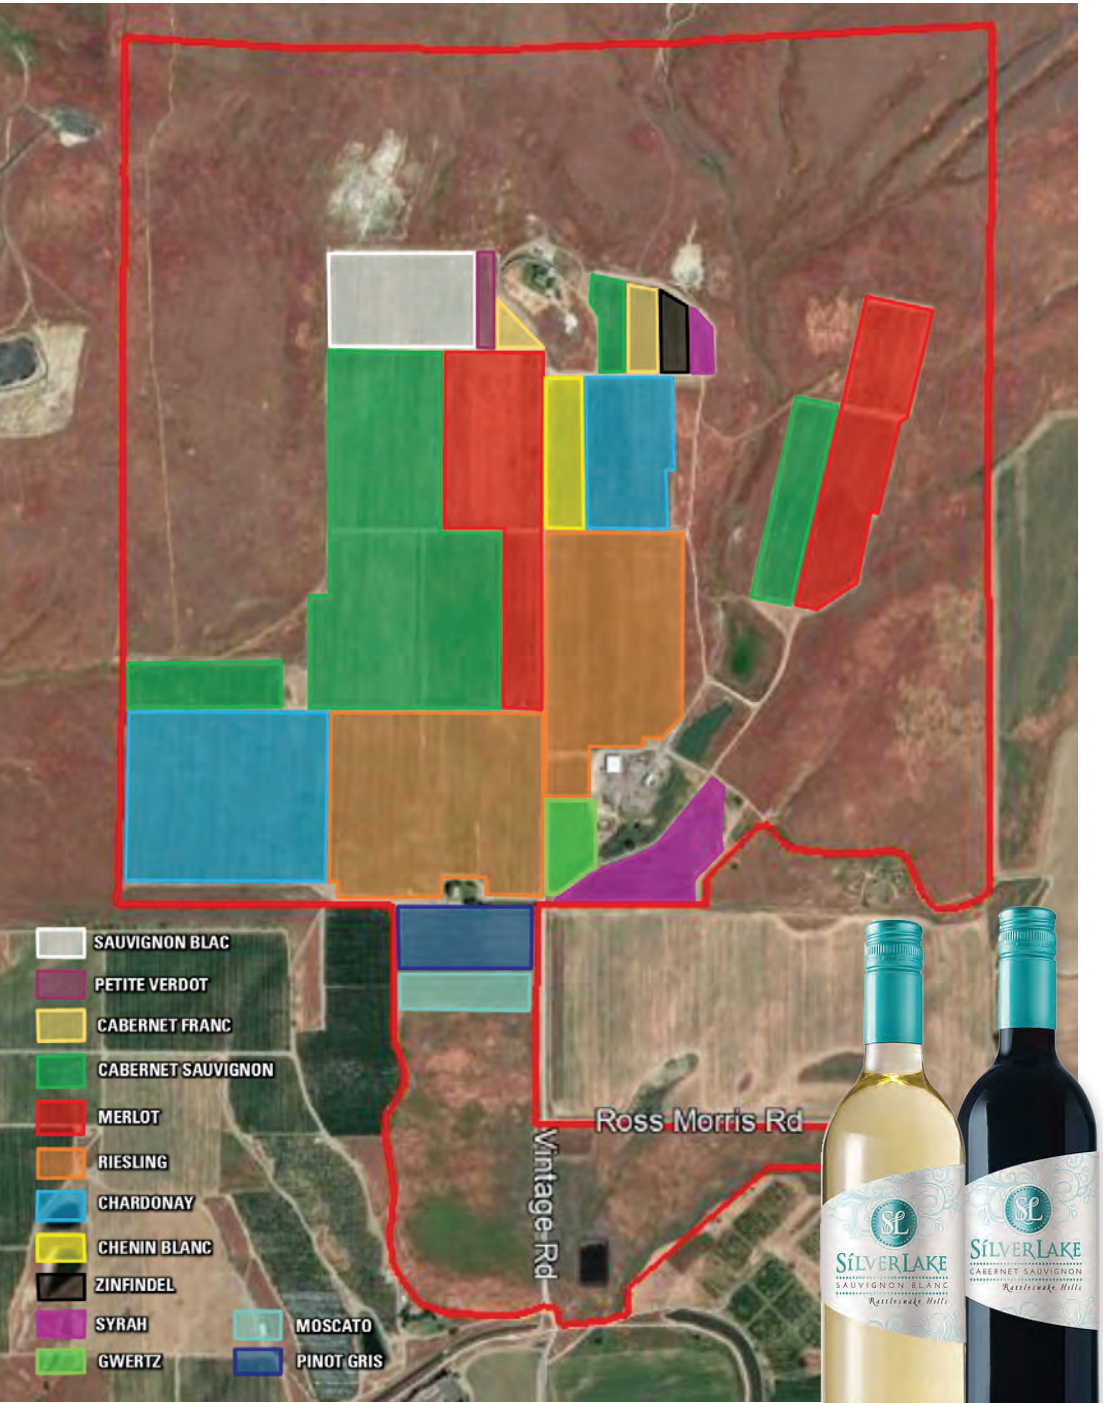 SAUVIGNON BLAC
PETITE VERDOT
CABERNET FRANC
CABERNET SAUVIGNON
MERLOT
RIESLING
CHARDONAY
CHENIN BLANC
ZINFINDEL
SYRAH
GWERTZ
MOSCATO
PINOT GRIS
Ross Morris Rd
Vintage Rd
SL
SÍLVERLAKE
SAUVIGNON BLANC
Rattlesnake Hills
SL
SÍLVERLAKE
CABERNET SAUVIGNON
Rattlesnake Hills